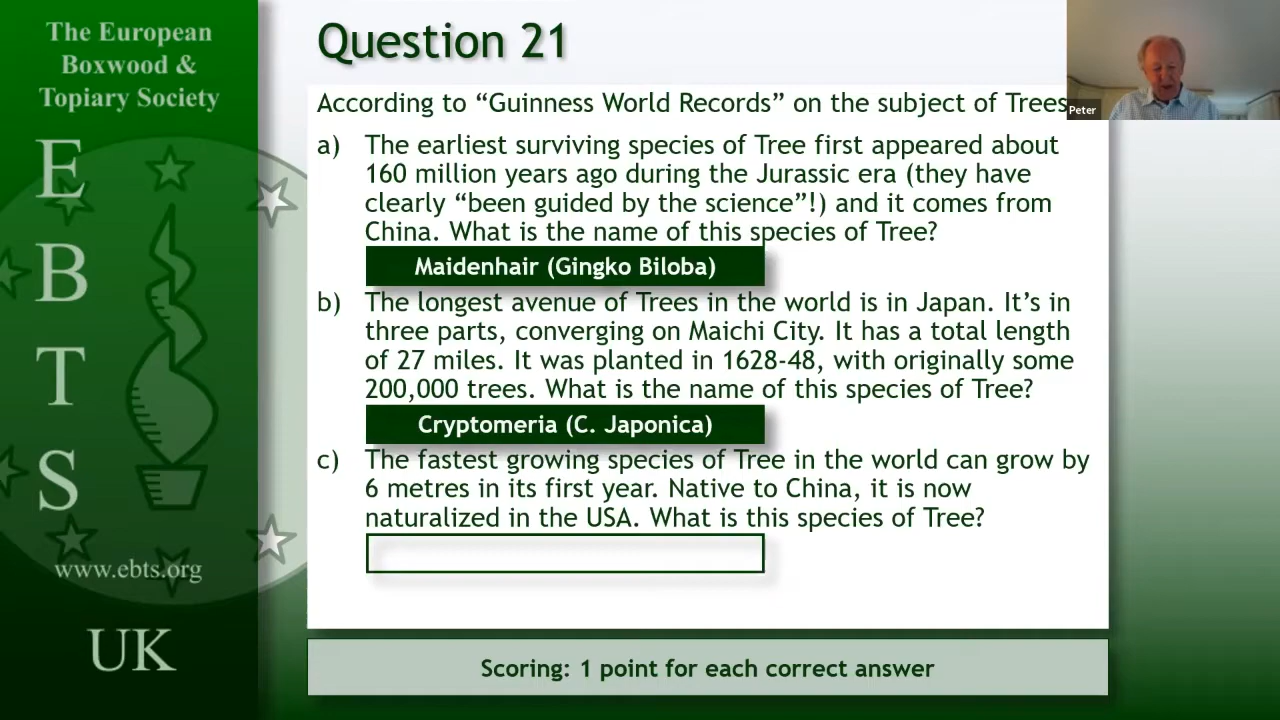 The European
Boxwood &
Topiary Society
E
B
T
S
www.ebts.org
UK
Question 21
Peter
According to “Guinness World Records” on the subject of Trees
a) The earliest surviving species of Tree first appeared about
160 million years ago during the Jurassic era (they have
clearly “been guided by the science”!) and it comes from
China. What is the name of this species of Tree?
Maidenhair (Gingko Biloba)
b) The longest avenue of Trees in the world is in Japan. It’s in
three parts, converging on Maichi City. It has a total length
of 27 miles. It was planted in 1628-48, with originally some
200,000 trees. What is the name of this species of Tree?
Cryptomeria (C. Japonica)
c) The fastest growing species of Tree in the world can grow by
6 metres in its first year. Native to China, it is now
naturalized in the USA. What is this species of Tree?
Scoring: 1 point for each correct answer